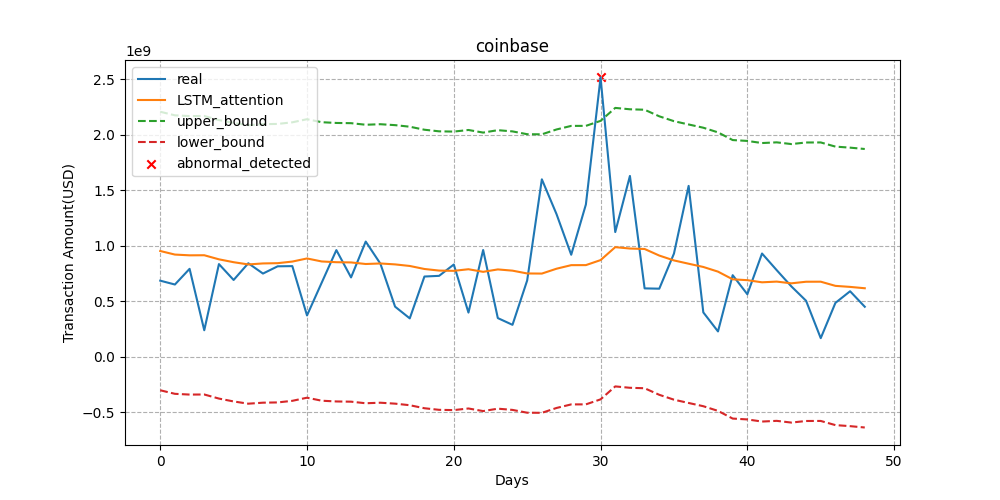 coinbase
1e9
real
LSTM_attention
upper_bound
lower_bound
abnormal_detected
2.5
2.0
1.5
1.0
0.5
0.0
−0.5
Transaction Amount(USD)
0 10 20 30 40 50
Days